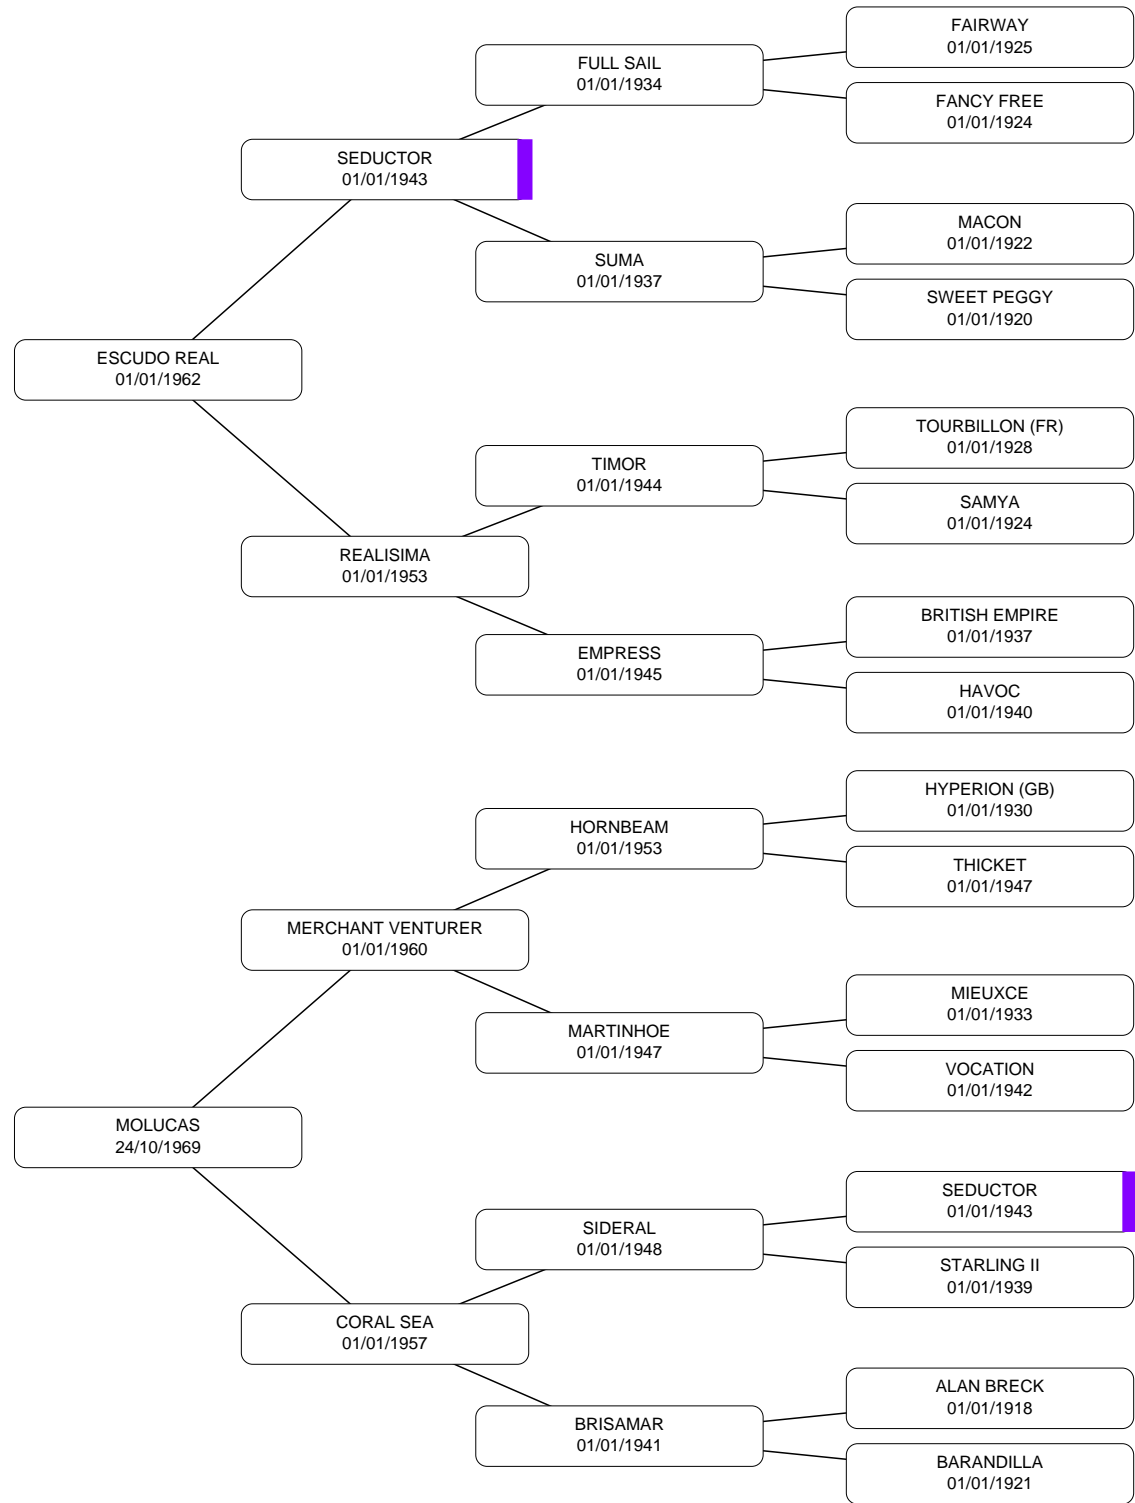 FAIRWAY
01/01/1925
FULL SAIL
01/01/1934
FANCY FREE
01/01/1924
SEDUCTOR
01/01/1943
MACON
01/01/1922
SUMA
01/01/1937
SWEET PEGGY
01/01/1920
ESCUDO REAL
01/01/1962
TOURBILLON (FR)
01/01/1928
TIMOR
01/01/1944
SAMYA
01/01/1924
REALISIMA
01/01/1953
BRITISH EMPIRE
01/01/1937
EMPRESS
01/01/1945
HAVOC
01/01/1940
HYPERION (GB)
01/01/1930
HORNBEAM
01/01/1953
THICKET
01/01/1947
MERCHANT VENTURER
01/01/1960
MIEUXCE
01/01/1933
MARTINHOE
01/01/1947
VOCATION
01/01/1942
MOLUCAS
24/10/1969
SEDUCTOR
01/01/1943
SIDERAL
01/01/1948
STARLING II
01/01/1939
CORAL SEA
01/01/1957
ALAN BRECK
01/01/1918
BRISAMAR
01/01/1941
BARANDILLA
01/01/1921